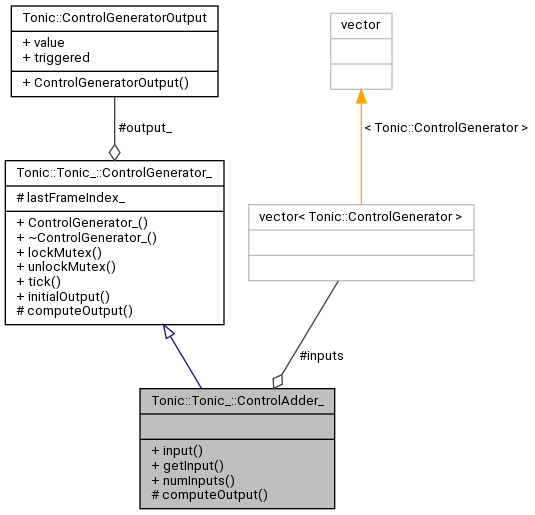 Tonic::ControlGeneratorOutput
+ value
+ triggered
+ ControlGeneratorOutput()
vector
#output_
< Tonic::ControlGenerator >
Tonic::Tonic_::ControlGenerator_
# lastFrameIndex_
+ ControlGenerator_()
+ ~ControlGenerator_()
+ lockMutex()
+ unlockMutex()
+ tick()
+ initialOutput()
# computeOutput()
vector< Tonic::ControlGenerator >
#inputs
Tonic::Tonic_::ControlAdder_
+ input()
+ getInput()
+ numInputs()
# computeOutput()